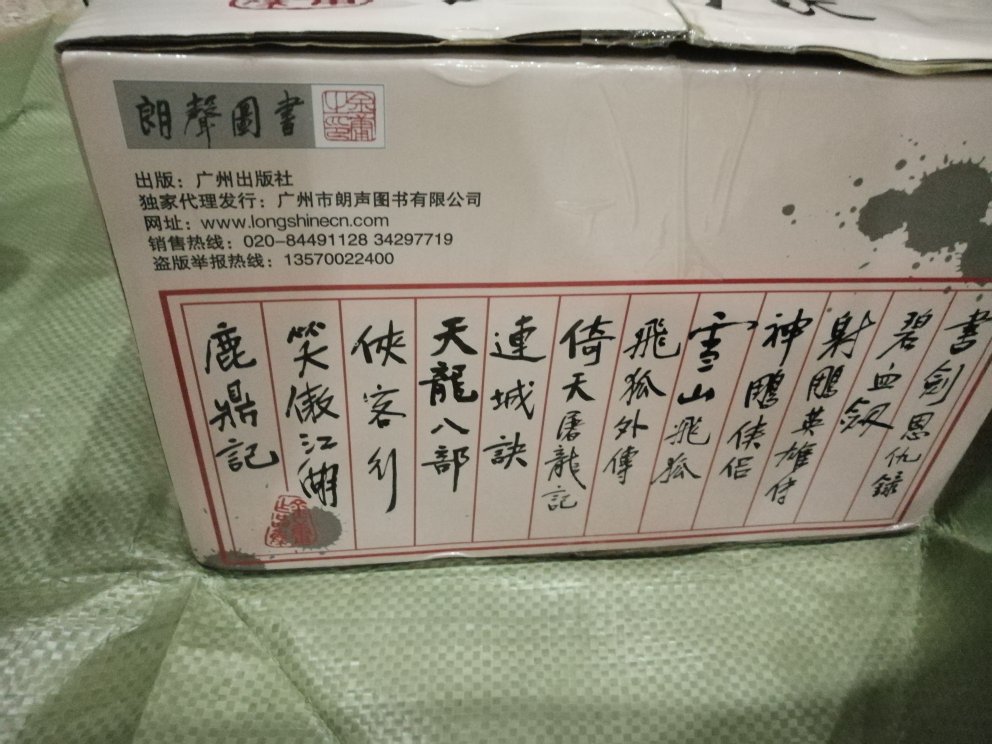 朗聲圖書
出版：广州出版社
独家代理发行：广州市朗声图书有限公司
网址：www.longshinecn.com
销售热线：020-84491128 34297719
盗版举报热线：13570022400
書劍恩仇錄
碧血劔
射鵰英雄傳
神鵰俠侶
雪山飛狐
飛狐外傳
倚天屠龍記
連城訣
天龍八部
俠客行
笑傲江湖
鹿鼎記